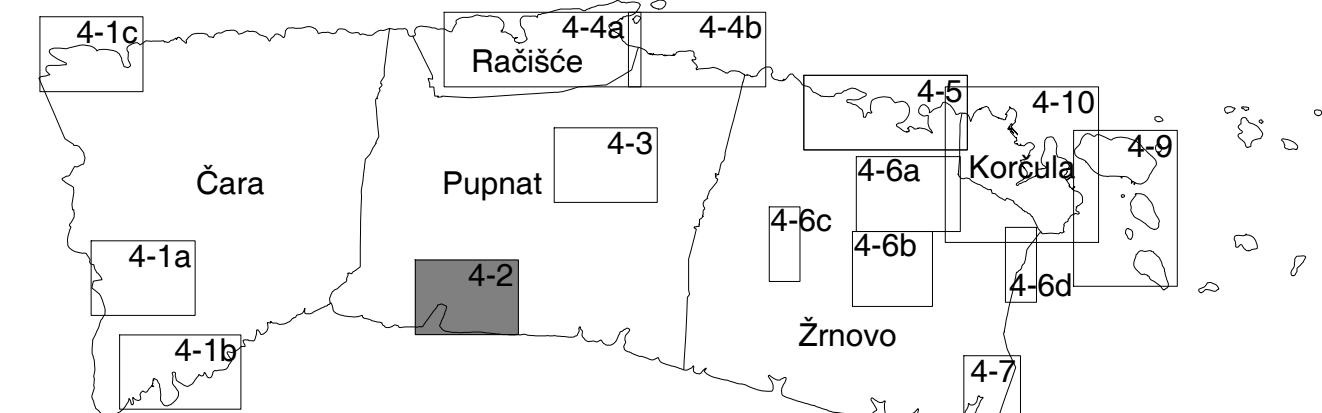 4-1c
4-4a
4-4b
Račišće
4-5
4-10
4-3
4-9
Čara
Pupnat
4-6a
Korčula
4-6c
4-1a
4-2
4-6b
4-6d
Žrnovo
4-1b
4-7